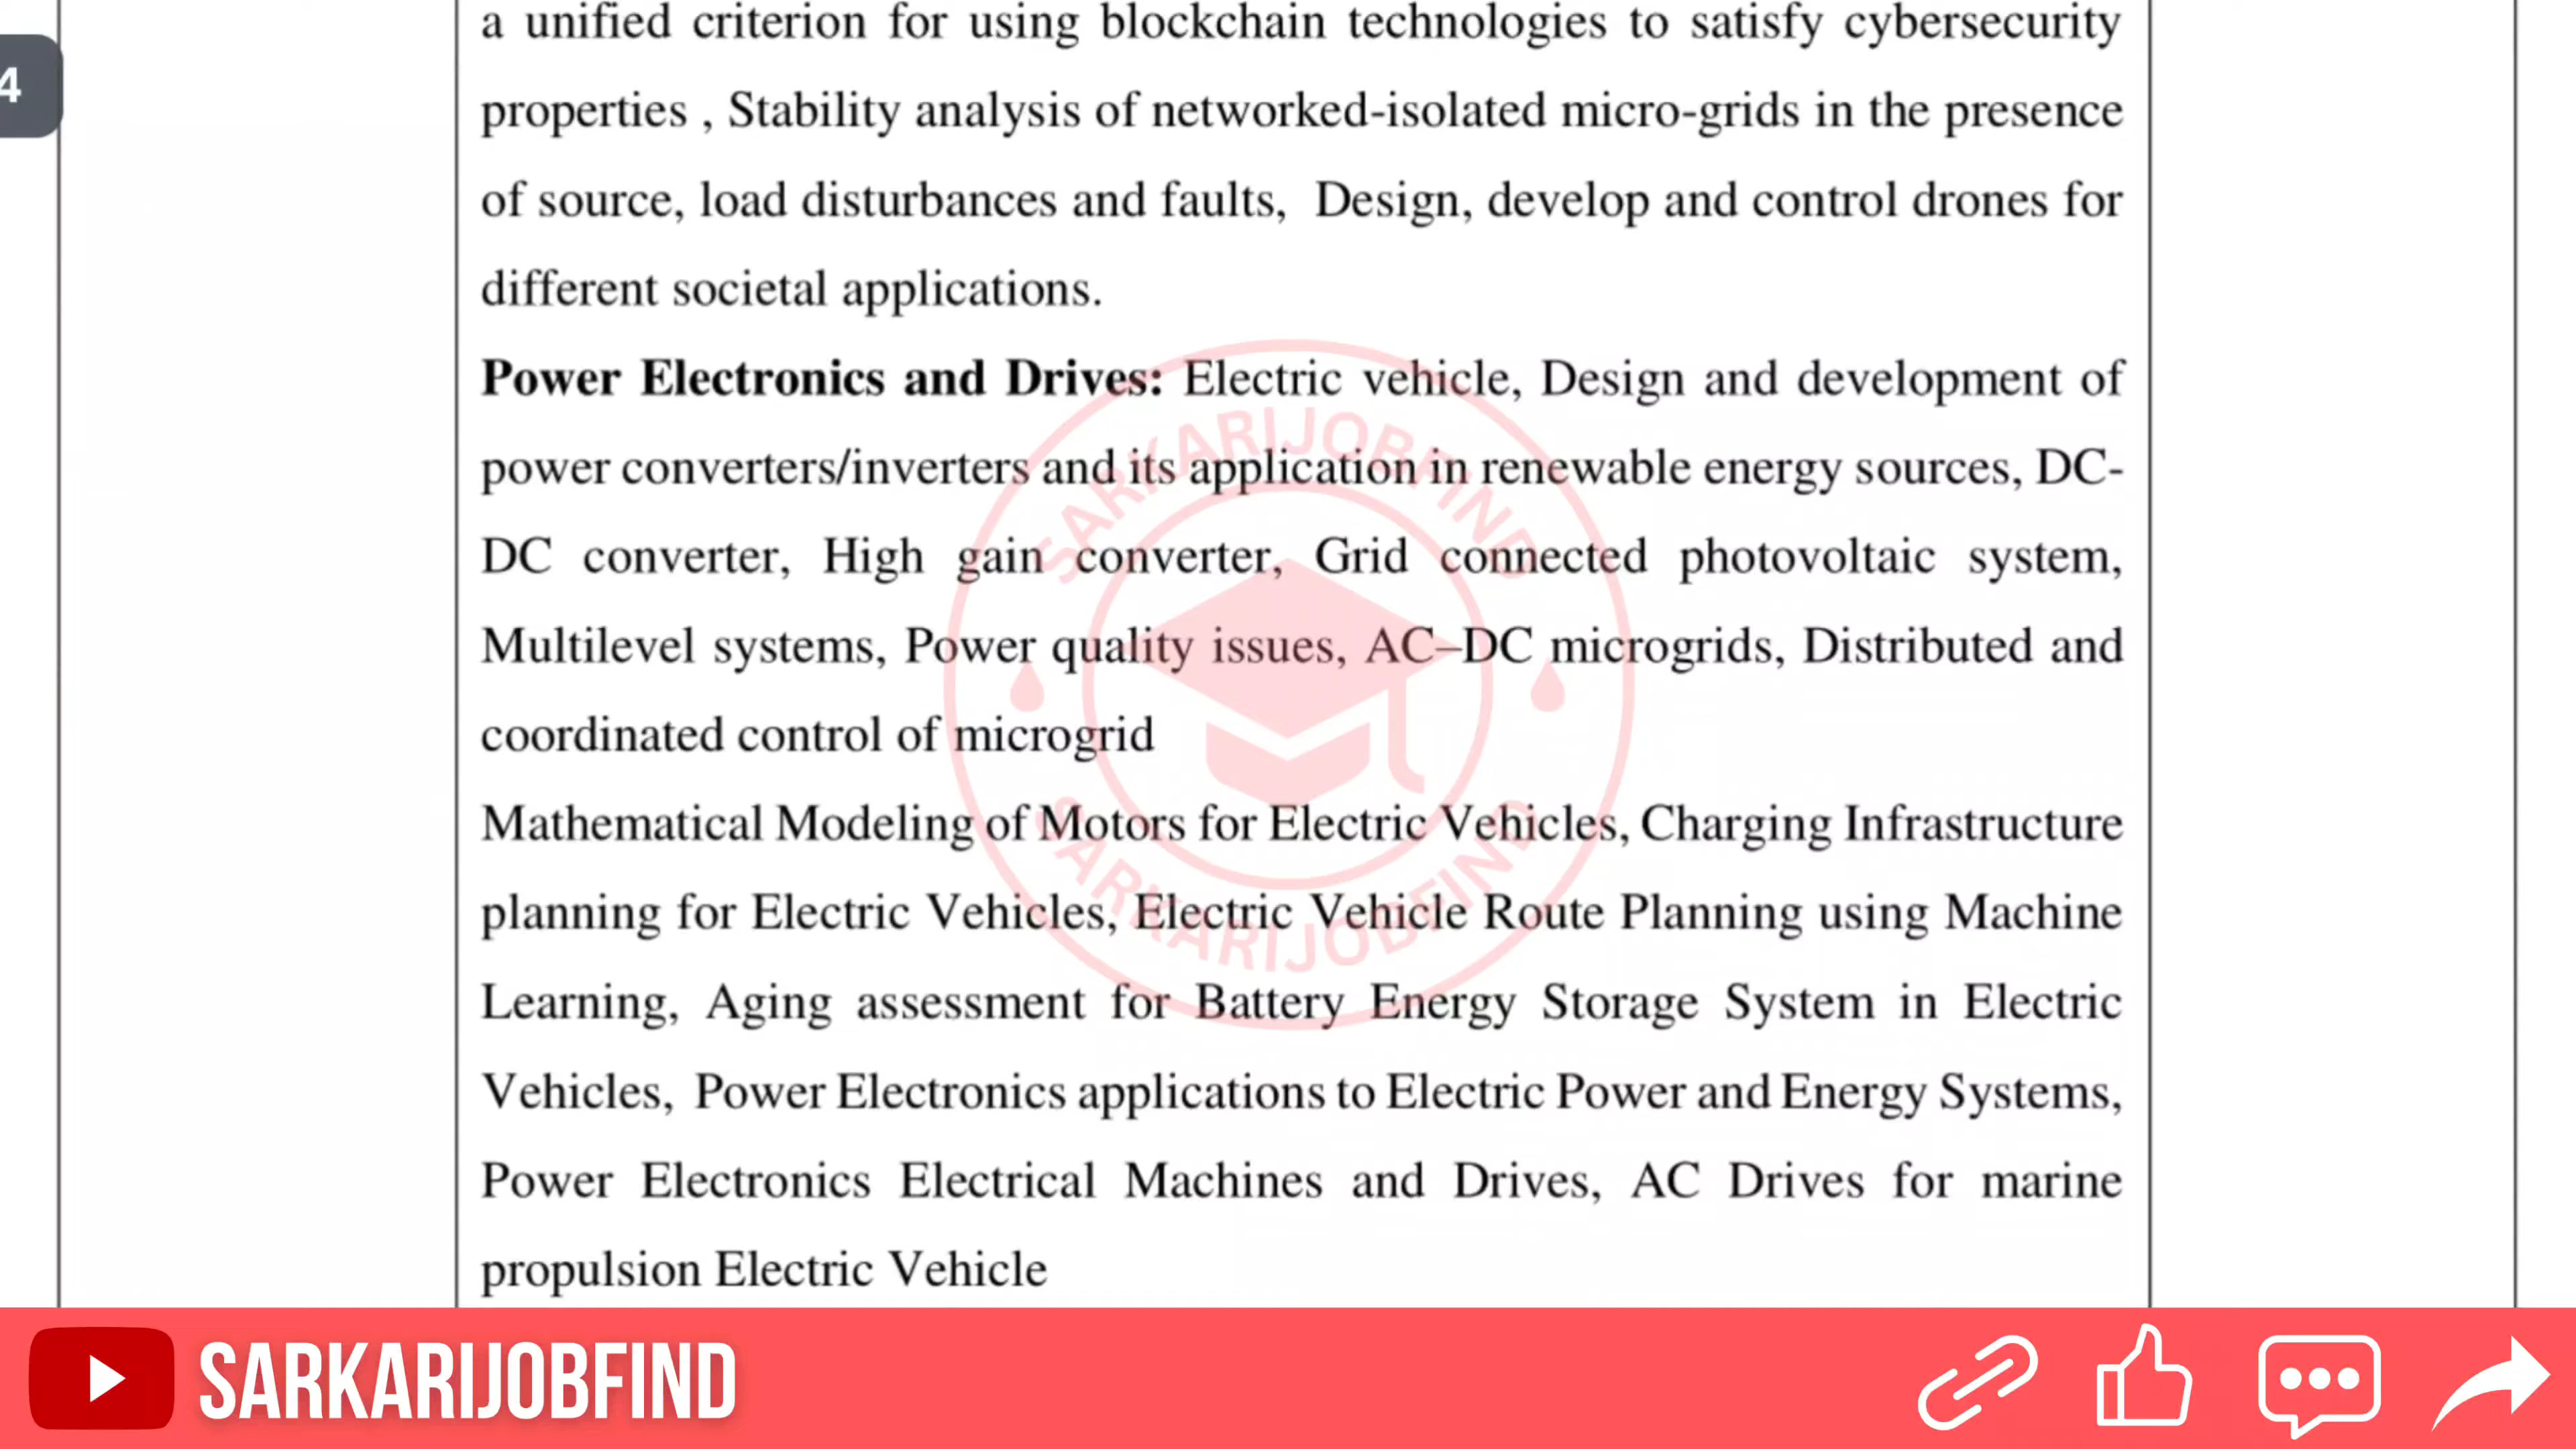 a unified criterion for using blockchain technologies to satisfy cybersecurity
4
properties , Stability analysis of networked-isolated micro-grids in the presence
of source, load disturbances and faults, Design, develop and control drones for
different societal applications.
Power Electronics and Drives: Electric vehicle, Design and development of
power converters/inverters and its application in renewable energy sources, DC-
DC converter, High gain converter, Grid connected photovoltaic system,
Multilevel systems, Power quality issues, AC–DC microgrids, Distributed and
coordinated control of microgrid
Mathematical Modeling of Motors for Electric Vehicles, Charging Infrastructure
planning for Electric Vehicles, Electric Vehicle Route Planning using Machine
Learning, Aging assessment for Battery Energy Storage System in Electric
Vehicles, Power Electronics applications to Electric Power and Energy Systems,
Power Electronics Electrical Machines and Drives, AC Drives for marine
propulsion Electric Vehicle
SARKARIJOBFIND
SARKARIJOBFIND
SARKARIJOBFIND